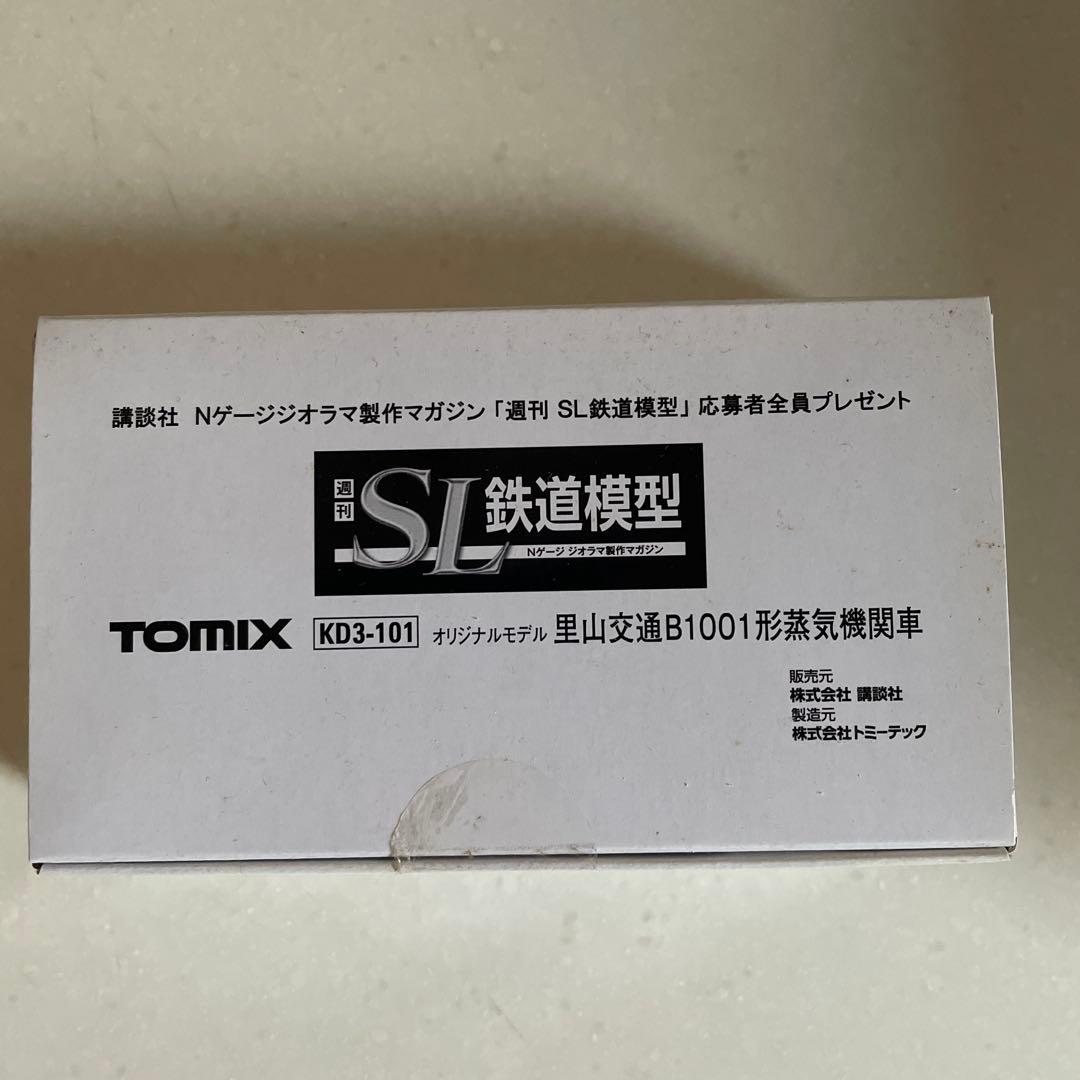 講談社 Nゲージジオラマ製作マガジン「週刊 SL鉄道模型」応募者全員プレゼント
週刊 SL 鉄道模型
Nゲージ ジオラマ製作マガジン
TOMIX KD3-101 オリジナルモデル 里山交通B1001形蒸気機関車
販売元
株式会社 講談社
製造元
株式会社トミーテック